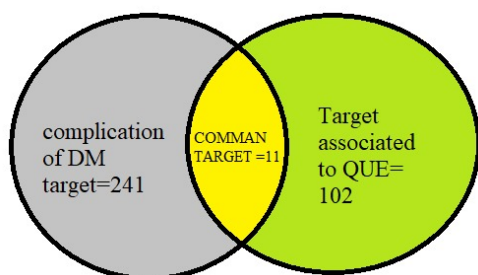 complication
of DM
target=241
COMMAN
TARGET =11
Target
associated
to QUE=
102